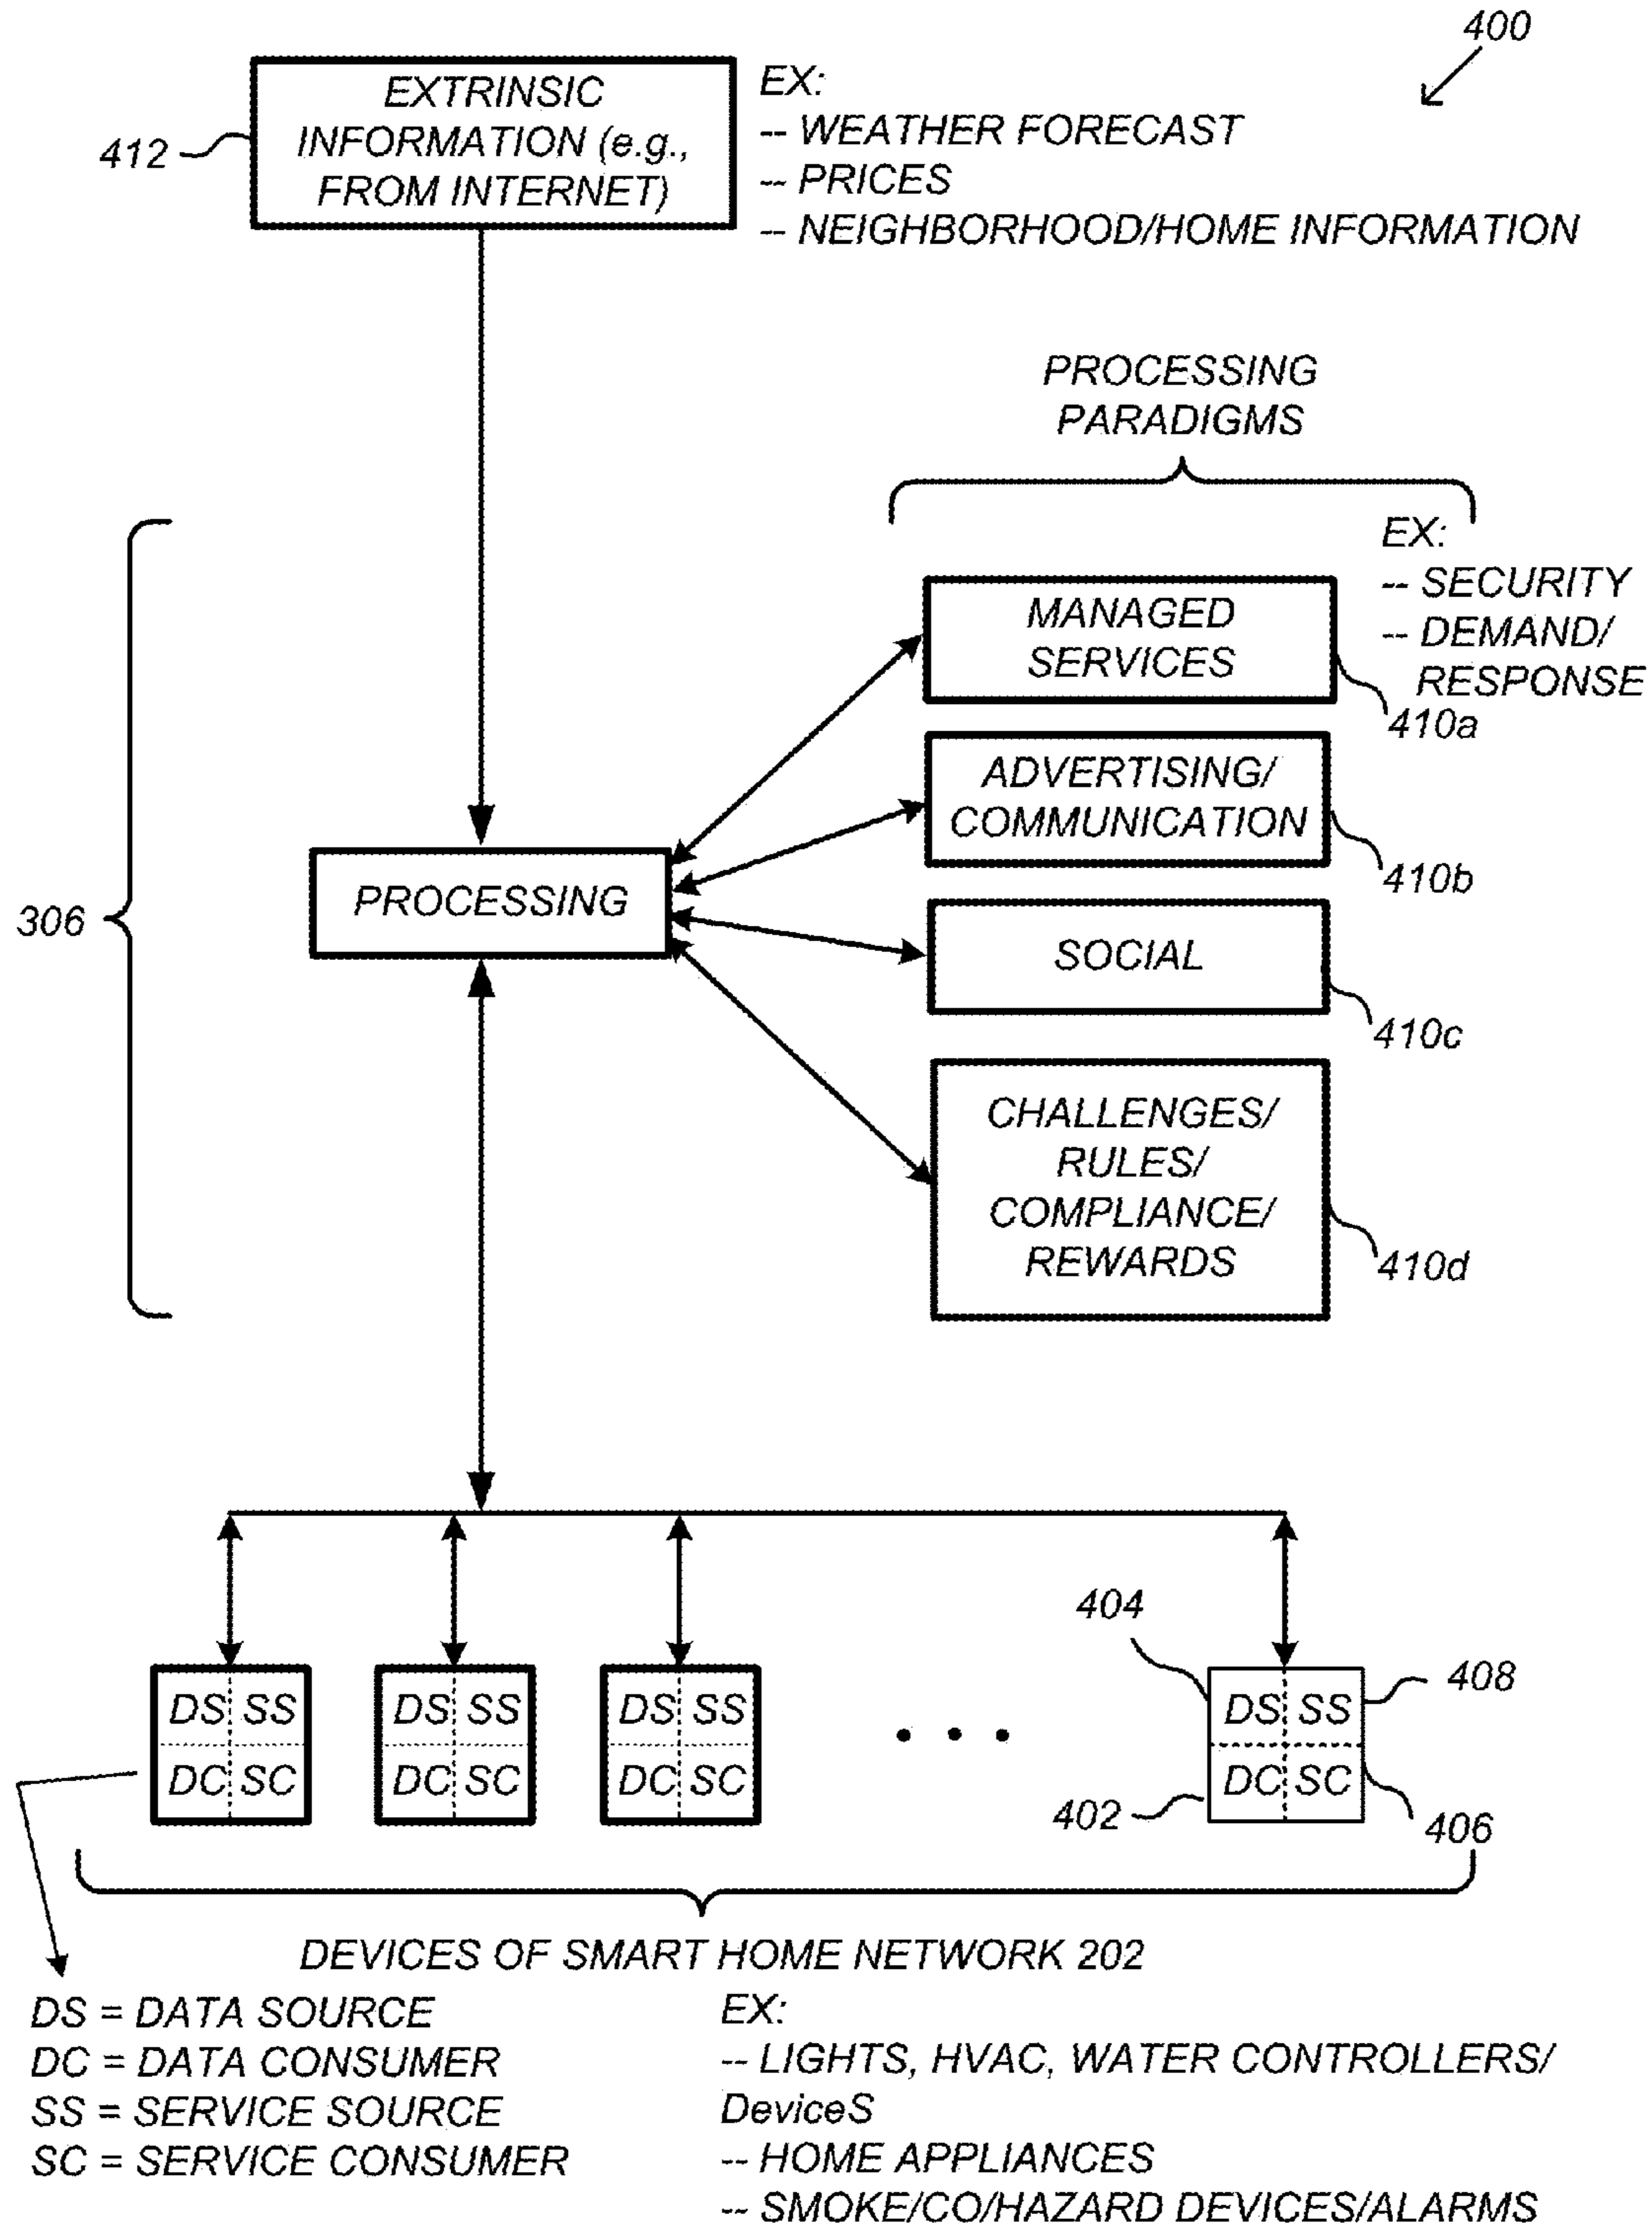 400
EXTRINSIC
INFORMATION (e.g.,
FROM INTERNET)
412
EX:
-- WEATHER FORECAST
-- PRICES
-- NEIGHBORHOOD/HOME INFORMATION
PROCESSING
PARADIGMS
EX:
-- SECURITY
-- DEMAND/
RESPONSE
MANAGED
SERVICES
410a
ADVERTISING/
COMMUNICATION
410b
306
PROCESSING
SOCIAL
410c
CHALLENGES/
RULES/
COMPLIANCE/
REWARDS
410d
404
408
DS SS
DC SC
DS SS
DC SC
DS SS
DC SC
DS SS
DC SC
402
406
DEVICES OF SMART HOME NETWORK 202
DS = DATA SOURCE
DC = DATA CONSUMER
SS = SERVICE SOURCE
SC = SERVICE CONSUMER
EX:
-- LIGHTS, HVAC, WATER CONTROLLERS/
DeviceS
-- HOME APPLIANCES
-- SMOKE/CO/HAZARD DEVICES/ALARMS